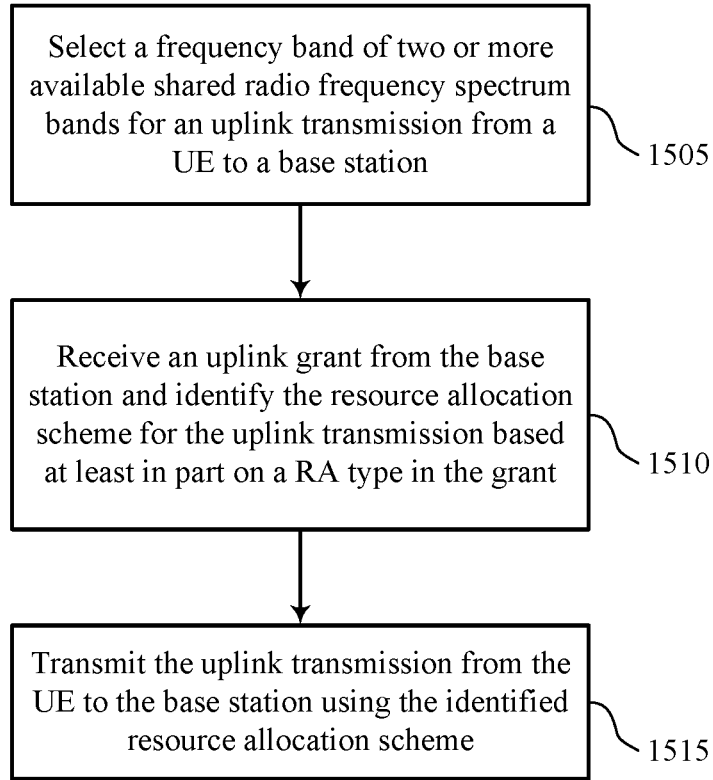 Select a frequency band of two or more
available shared radio frequency spectrum
bands for an uplink transmission from a
UE to a base station
1505
Receive an uplink grant from the base
station and identify the resource allocation
scheme for the uplink transmission based
at least in part on a RA type in the grant
1510
Transmit the uplink transmission from the
UE to the base station using the identified
resource allocation scheme
1515